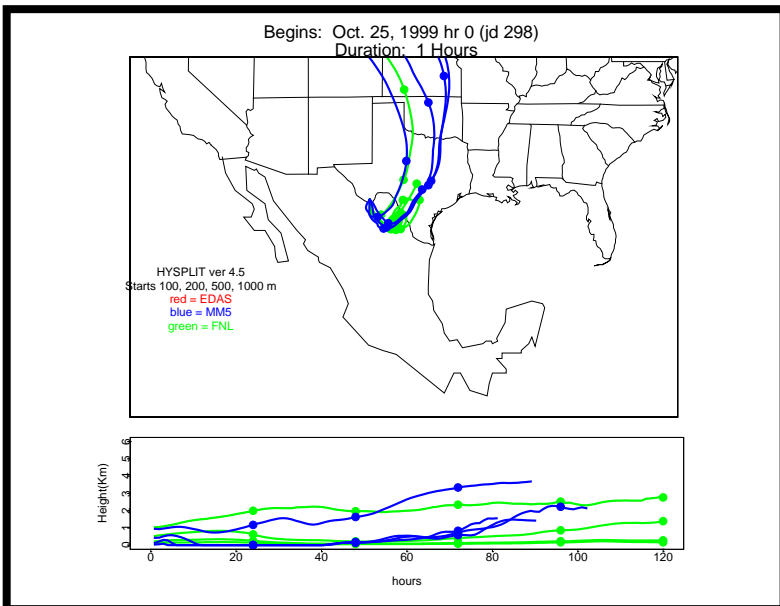 Begins:  Oct. 25, 1999 hr 0 (jd 298)
Duration:  1 Hours
HYSPLIT ver 4.5
Starts 100, 200, 500, 1000 m
red = EDAS
blue = MM5
green = FNL
Height(Km)
6
5
4
3
2
1
0
0 20 40 60 80 100 120
hours